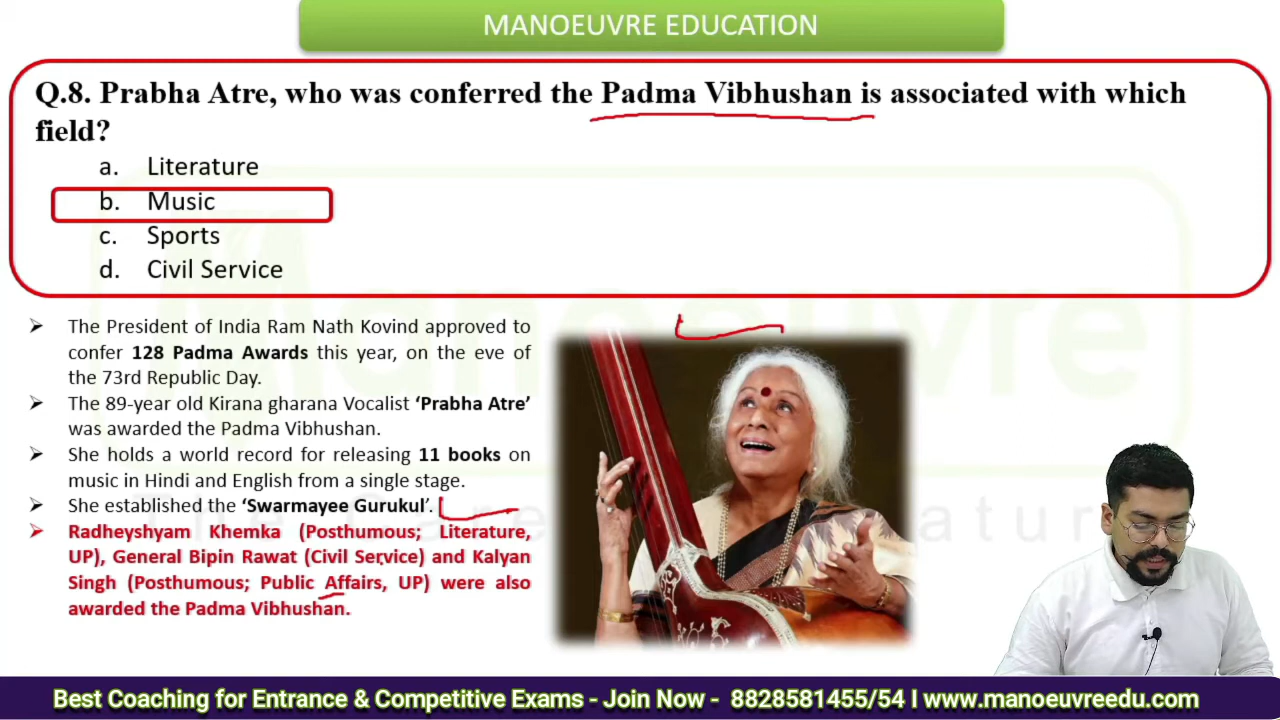 MANOEUVRE EDUCATION
Q.8. Prabha Atre, who was conferred the Padma Vibhushan is associated with which
field?
a. Literature
b. Music
c. Sports
d. Civil Service
➢ The President of India Ram Nath Kovind approved to
confer 128 Padma Awards this year, on the eve of
the 73rd Republic Day.
➢ The 89-year old Kirana gharana Vocalist ‘Prabha Atre’
was awarded the Padma Vibhushan.
➢ She holds a world record for releasing 11 books on
music in Hindi and English from a single stage.
➢ She established the ‘Swarmayee Gurukul’.
➢ Radheyshyam Khemka (Posthumous; Literature,
UP), General Bipin Rawat (Civil Service) and Kalyan
Singh (Posthumous; Public Affairs, UP) were also
awarded the Padma Vibhushan.
Best Coaching for Entrance & Competitive Exams - Join Now - 8828581455/54 I www.manoeuvreedu.com